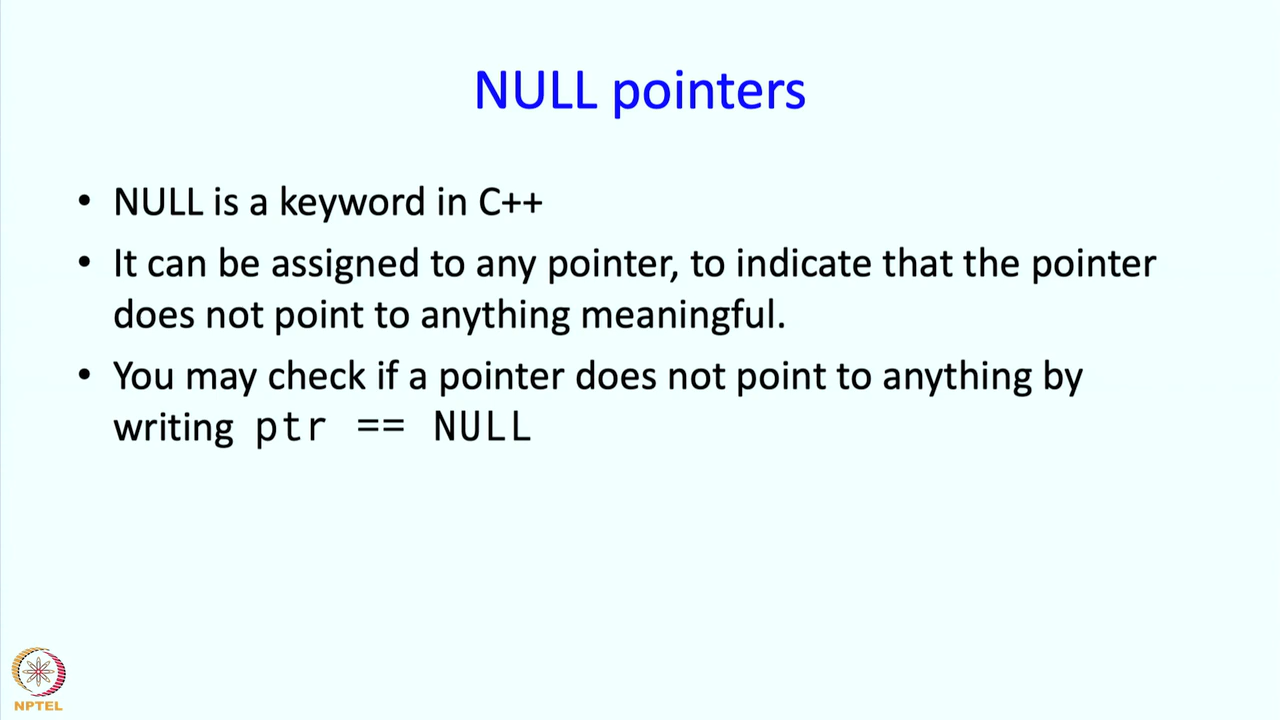 NULL pointers
• NULL is a keyword in C++
• It can be assigned to any pointer, to indicate that the pointer
does not point to anything meaningful.
• You may check if a pointer does not point to anything by
writing ptr == NULL
NPTEL